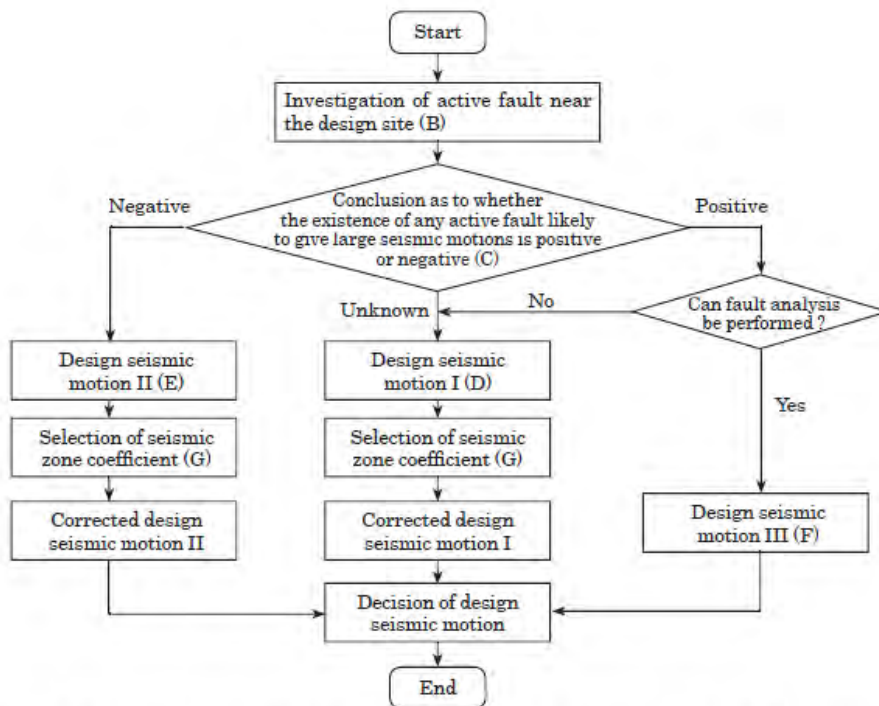 Start
Investigation of active fault near
the design site (B)
Conclusion as to whether
the existence of any active fault likely
to give large seismic motions is positive
or negative (C)
Negative
Positive
Unknown
No
Can fault analysis
be performed ?
Yes
Design seismic
motion II (E)
Design seismic
motion I (D)
Selection of seismic
zone coefficient (G)
Selection of seismic
zone coefficient (G)
Corrected design
seismic motion II
Corrected design
seismic motion I
Design seismic
motion III (F)
Decision of design
seismic motion
End